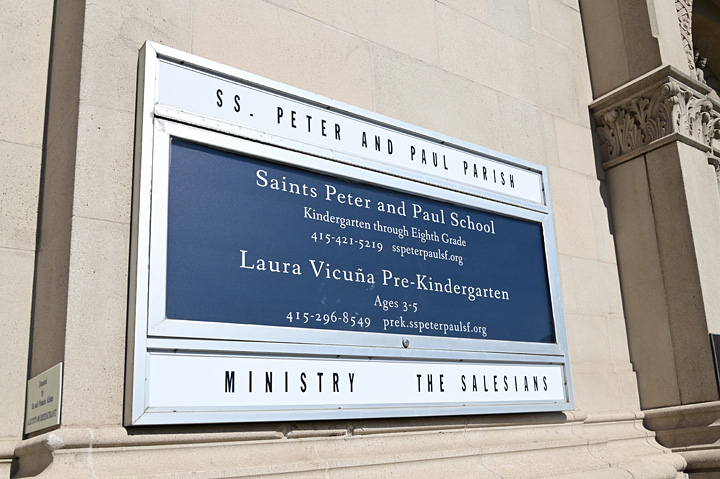 SS. PETER AND PAUL PARISH
Saints Peter and Paul School
Kindergarten through Eighth Grade
415-421-5219 sspeterpaulsf.org
Laura Vicuña Pre-Kindergarten
Ages 3-5
415-296-8549 prek.sspeterpaulsf.org
MINISTRY THE SALESIANS